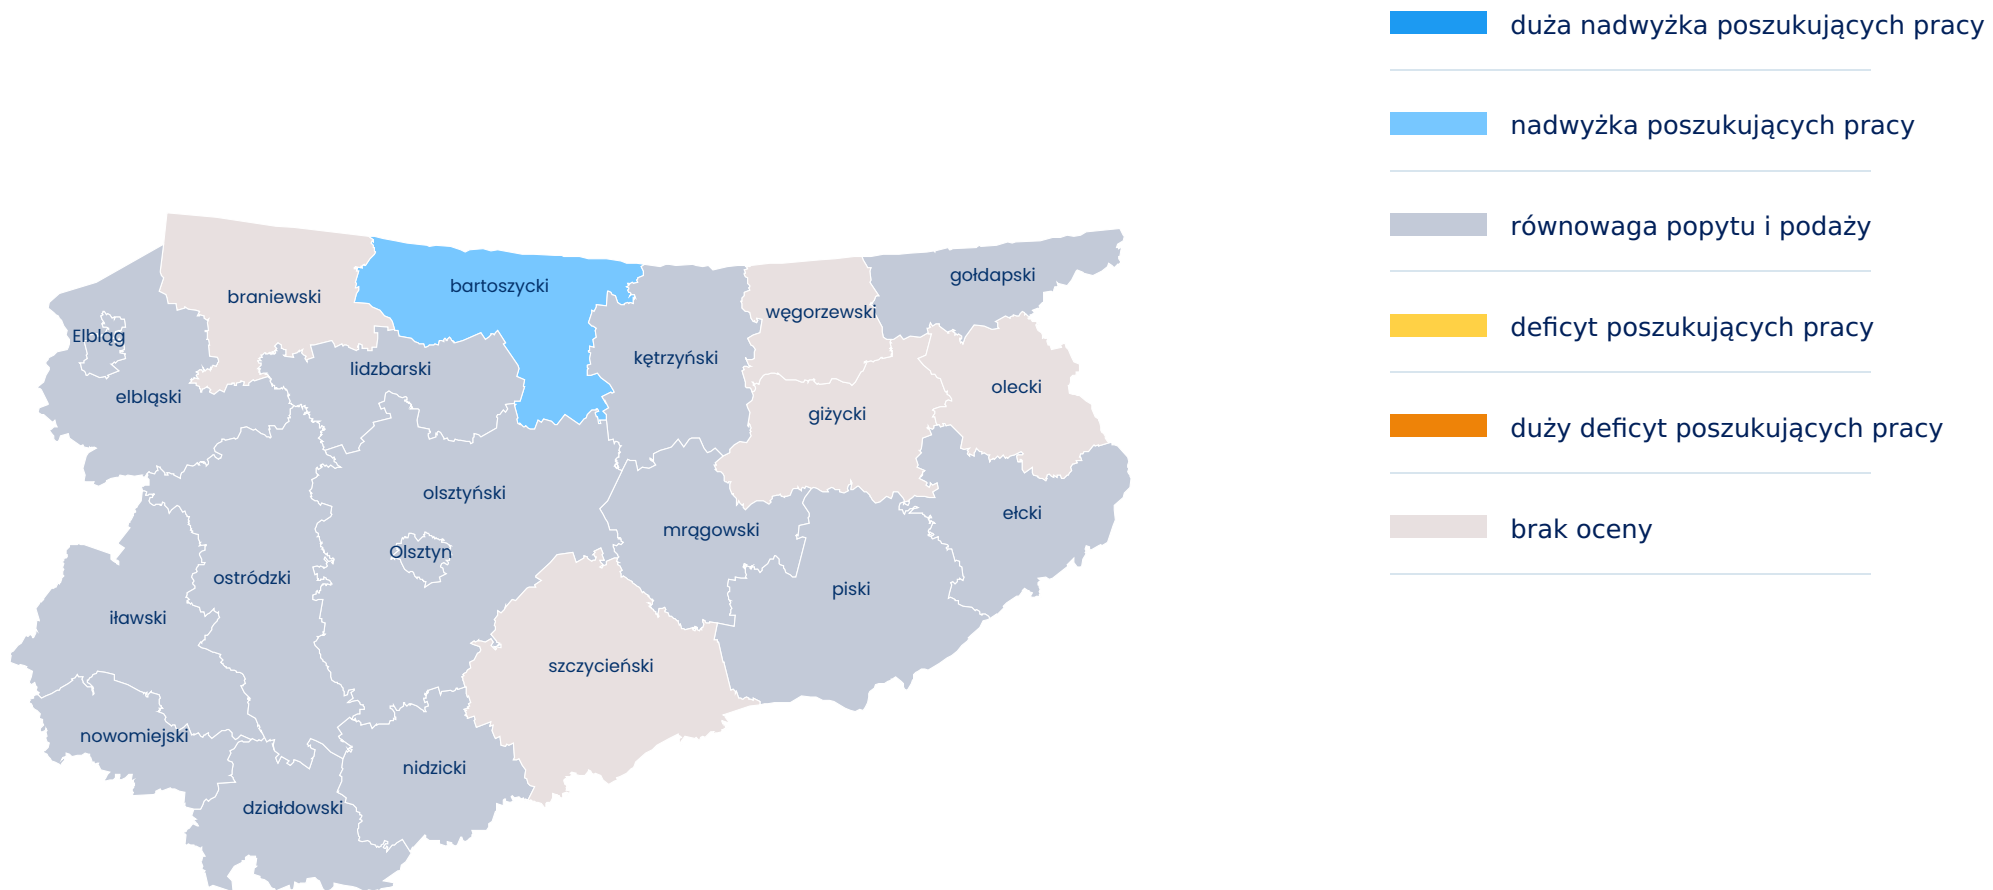 duża nadwyżka poszukujących pracy
nadwyżka poszukujących pracy
równowaga popytu i podaży
deficyt poszukujących pracy
duży deficyt poszukujących pracy
brak oceny
gołdapski
bartoszycki
braniewski
węgorzewski
Elbląg
kętrzyński
lidzbarski
olecki
elbląski
giżycki
olsztyński
ełcki
mrągowski
Olsztyn
ostródzki
piski
iławski
szczycieński
nowomiejski
nidzicki
działdowski